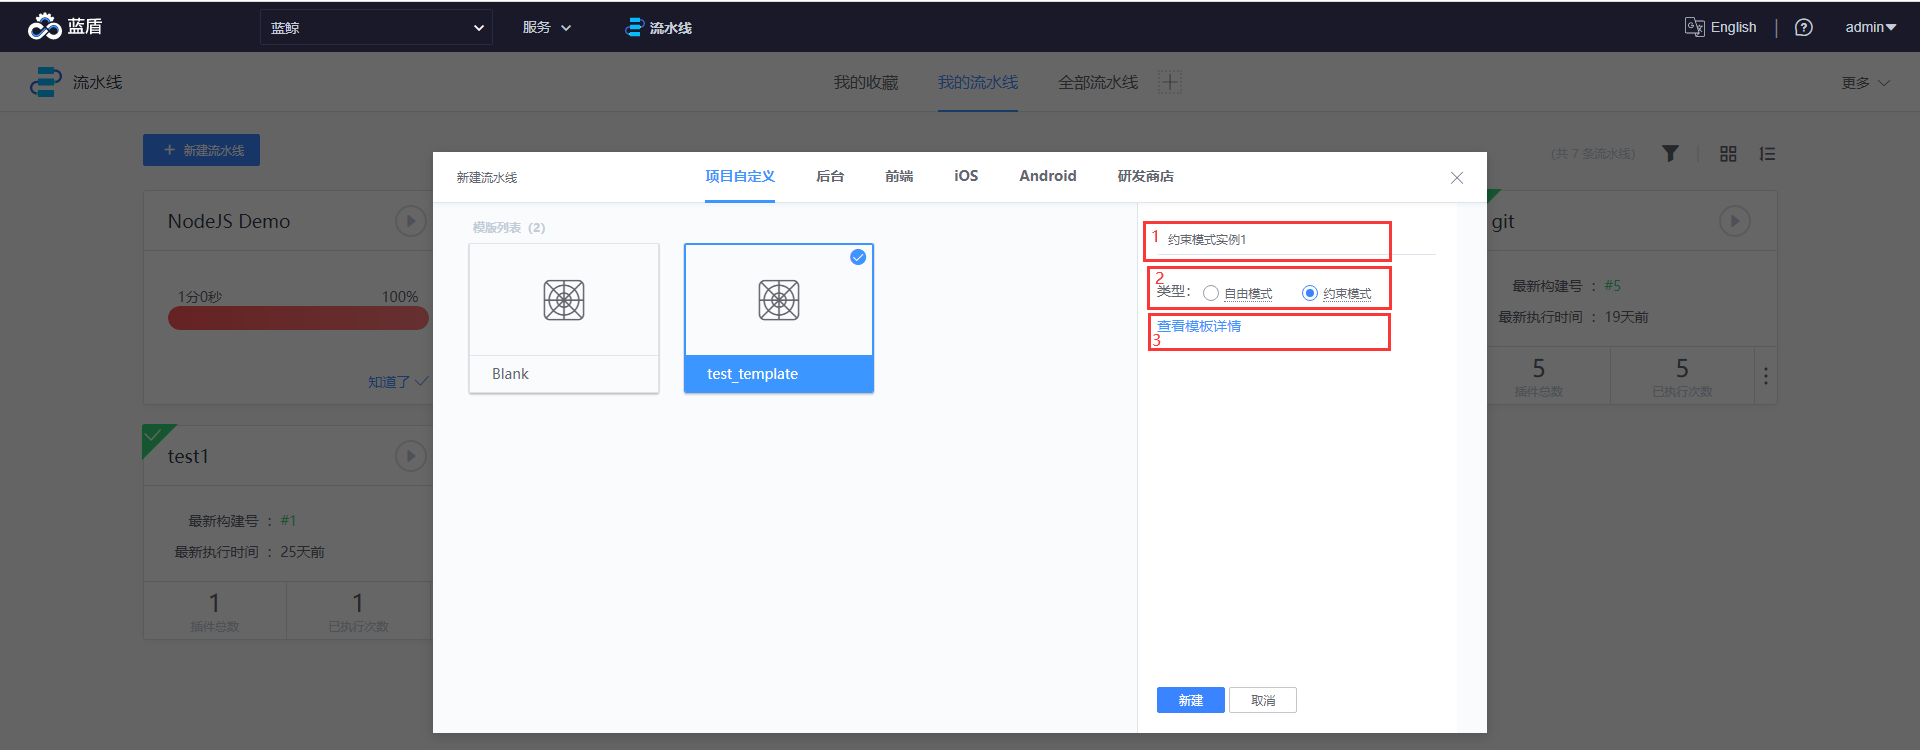 蓝盾
蓝鲸
服务
流水线
English
admin
流水线
我的收藏
我的流水线
全部流水线
更多
新建流水线
(共 7 条流水线)
NodeJS Demo
1分0秒
100%
知道了
test1
最新构建号 : #1
最新执行时间 : 25天前
1
插件总数
1
已执行次数
新建流水线
项目自定义
后台
前端
iOS
Android
研发商店
模版列表 (2)
Blank
test_template
1
约束模式实例1
2
类型:
自由模式
约束模式
查看模板详情
3
新建
取消
git
最新构建号 : #5
最新执行时间 : 19天前
5
插件总数
5
已执行次数